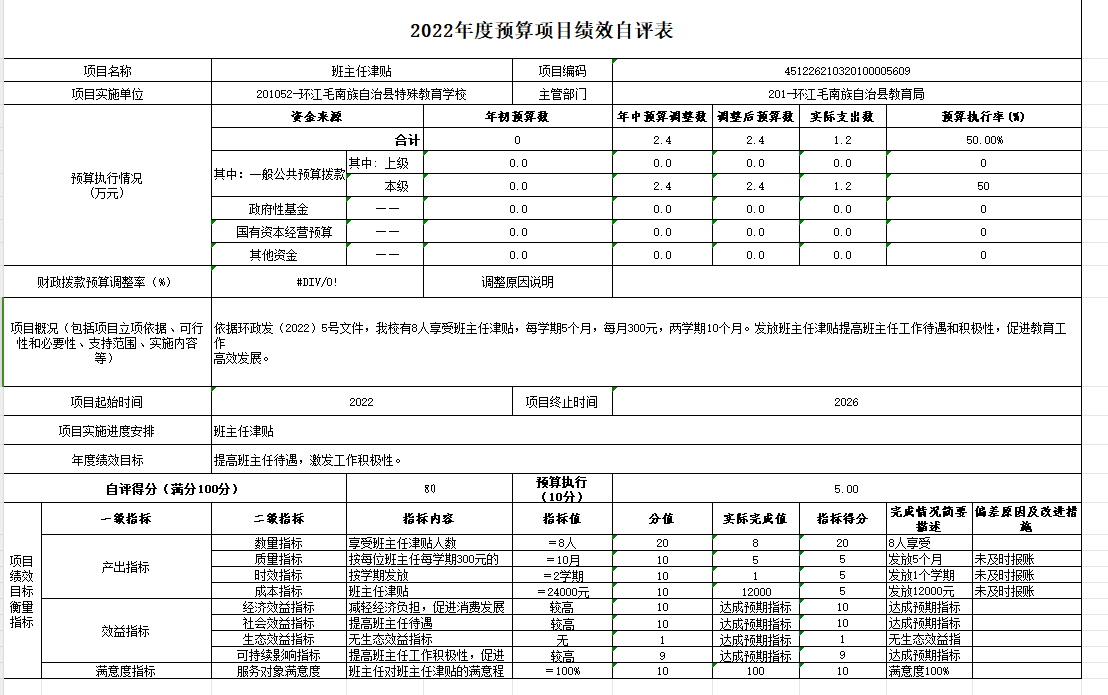 2022年度预算项目绩效自评表
项目名称 班主任津贴 项目编码 451226210320100005609
项目实施单位 201052-环江毛南族自治县特殊教育学校 主管部门 201-环江毛南族自治县教育局
预算执行情况
(万元)
资金来源 年初预算数 年中预算调整数 调整后预算数 实际支出数 预算执行率(%)
合计 0 2.4 2.4 1.2 50.00%
其中: 一般公共预算拨款
其中: 上级 0.0 0.0 0.0 0.0 0
本级 0.0 2.4 2.4 1.2 50
政府性基金 —— 0.0 0.0 0.0 0.0 0
国有资本经营预算 —— 0.0 0.0 0.0 0.0 0
其他资金 —— 0.0 0.0 0.0 0.0 0
财政拨款预算调整率(%) #DIV/0! 调整原因说明
项目概况(包括项目立项依据、可行
性和必要性、支持范围、实施内容
等)
依据环政发(2022)5号文件,我校有8人享受班主任津贴,每学期5个月,每月300元,两学期10个月。发放班主任津贴提高班主任工作待遇和积极性,促进教育工
作
高效发展。
项目起始时间 2022 项目终止时间 2026
项目实施进度安排 班主任津贴
年度绩效目标 提高班主任待遇,激发工作积极性。
自评得分(满分100分) 80 预算执行
(10分) 5.00
项目
绩效
目标
衡量
指标
一级指标 二级指标 指标内容 指标值 分值 实际完成值 指标得分 完成情况简要
描述 偏差原因及改进措
施
产出指标
数量指标 享受班主任津贴人数 =8人 20 8 20 8人享受
质量指标 按每位班主任每学期300元的 =10月 10 5 5 发放5个月 未及时报账
时效指标 按学期发放 =2学期 10 1 5 发放1个学期 未及时报账
成本指标 班主任津贴 =24000元 10 12000 5 发放12000元 未及时报账
效益指标
经济效益指标 减轻经济负担,促进消费发展 较高 10 达成预期指标 10 达成预期指标
社会效益指标 提高班主任待遇 较高 10 达成预期指标 10 达成预期指标
生态效益指标 无生态效益指标 无 1 达成预期指标 1 无生态效益指
可持续影响指标 提高班主任工作积极性,促进 较高 9 达成预期指标 9 达成预期指标
满意度指标 服务对象满意度 班主任对班主任津贴的满意程 =100% 10 100 10 满意度100%